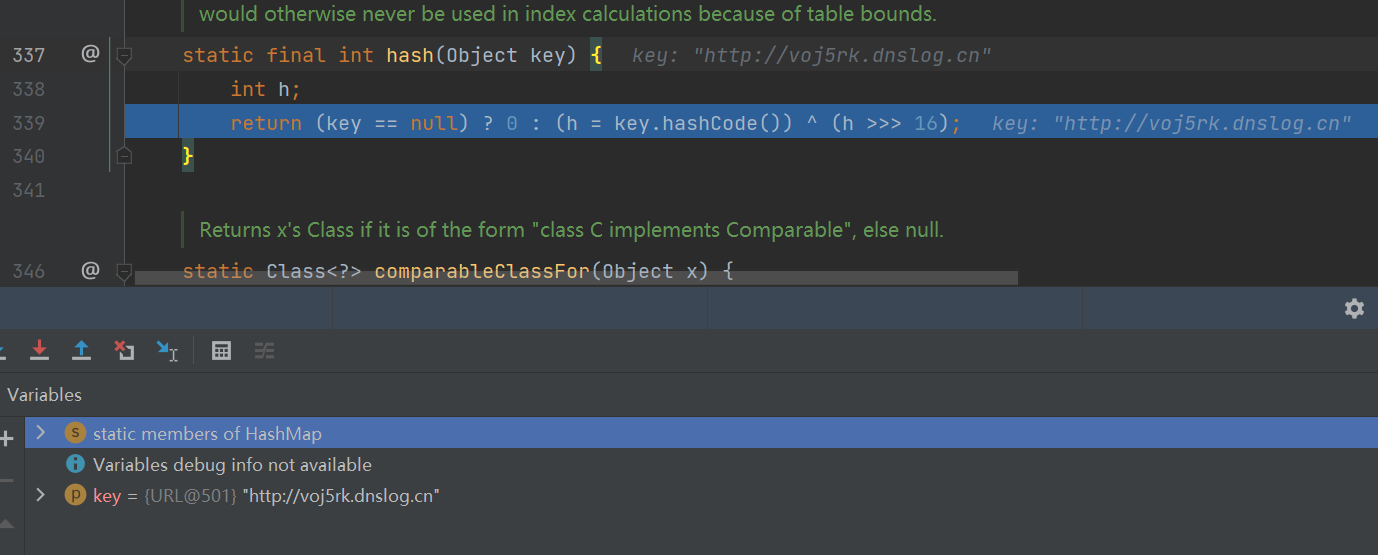 would otherwise never be used in index calculations because of table bounds.
337 @ static final int hash(Object key) { key: "http://voj5rk.dnslog.cn"
338 int h;
339 return (key == null) ? 0 : (h = key.hashCode()) ^ (h >>> 16); key: "http://voj5rk.dnslog.cn"
340 }
341
Returns x's Class if it is of the form "class C implements Comparable", else null.
346 @ static Class<?> comparableClassFor(Object x) {
Variables
s static members of HashMap
i Variables debug info not available
p key = {URL@501} "http://voj5rk.dnslog.cn"